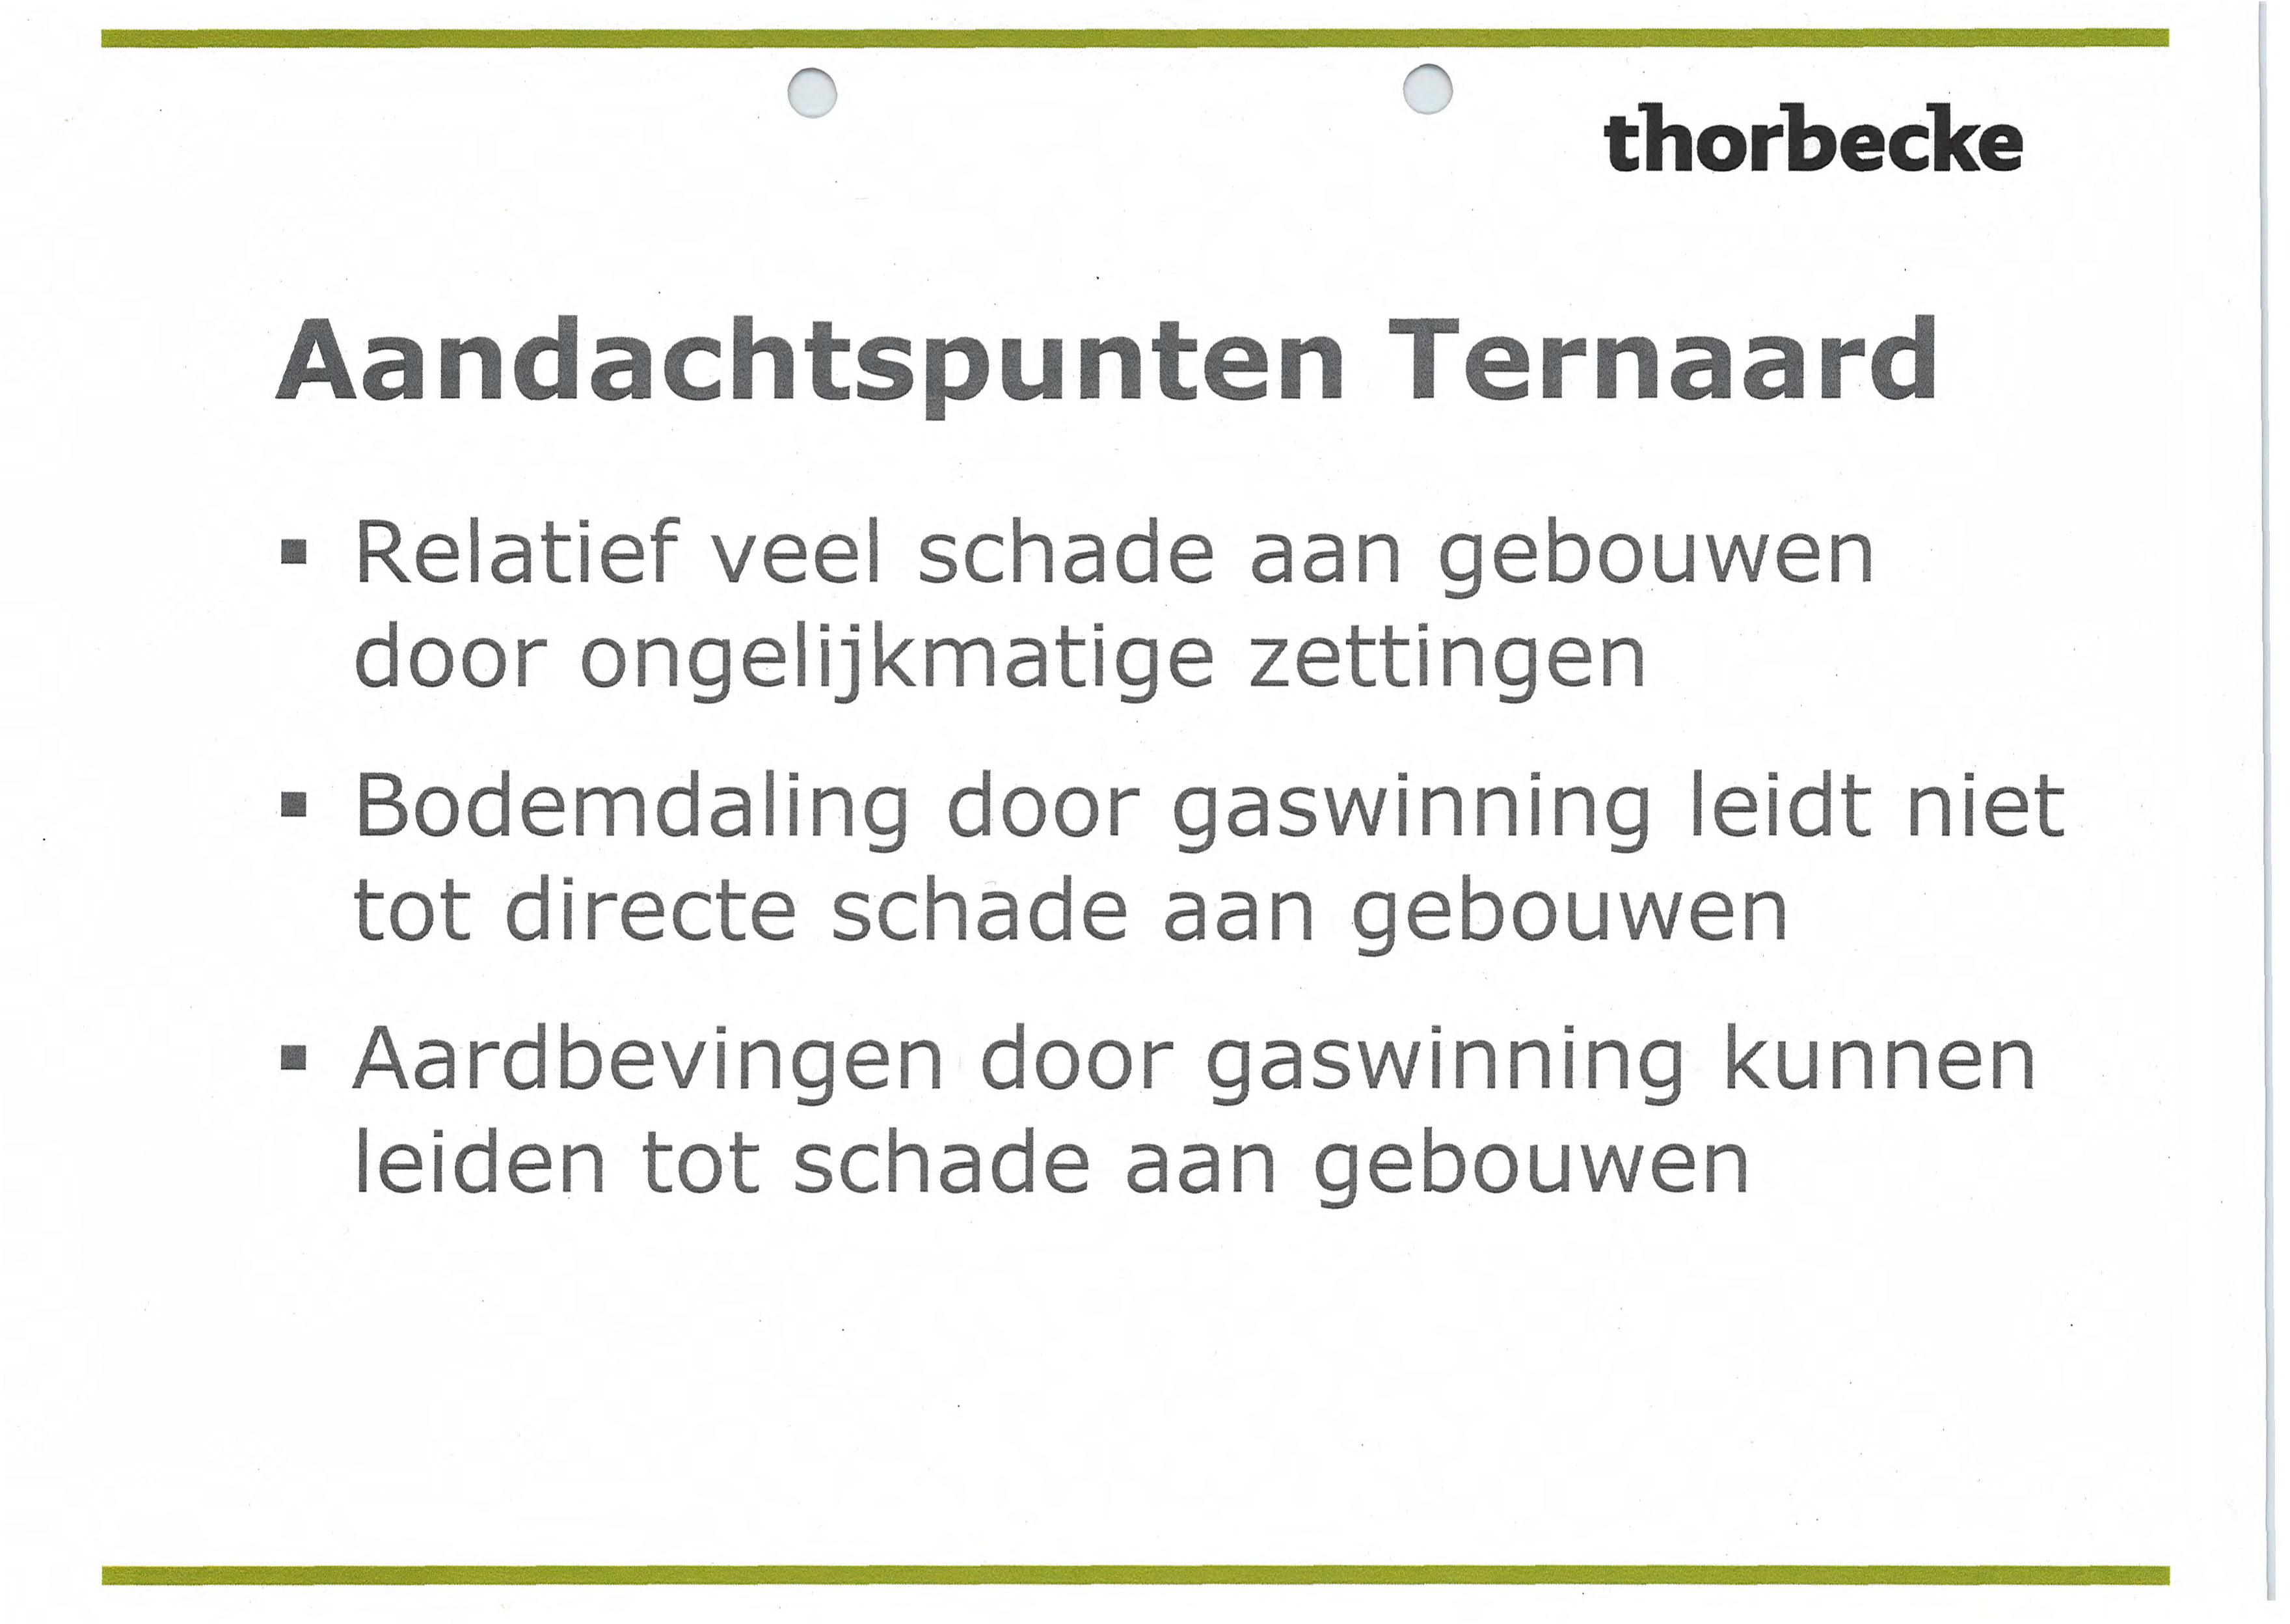 thorbecke
Aandachtspunten Ternaard
▪ Relatief veel schade aan gebouwen
door ongelijkmatige zettingen
▪ Bodemdaling door gaswinning leidt niet
tot directe schade aan gebouwen
▪ Aardbevingen door gaswinning kunnen
leiden tot schade aan gebouwen